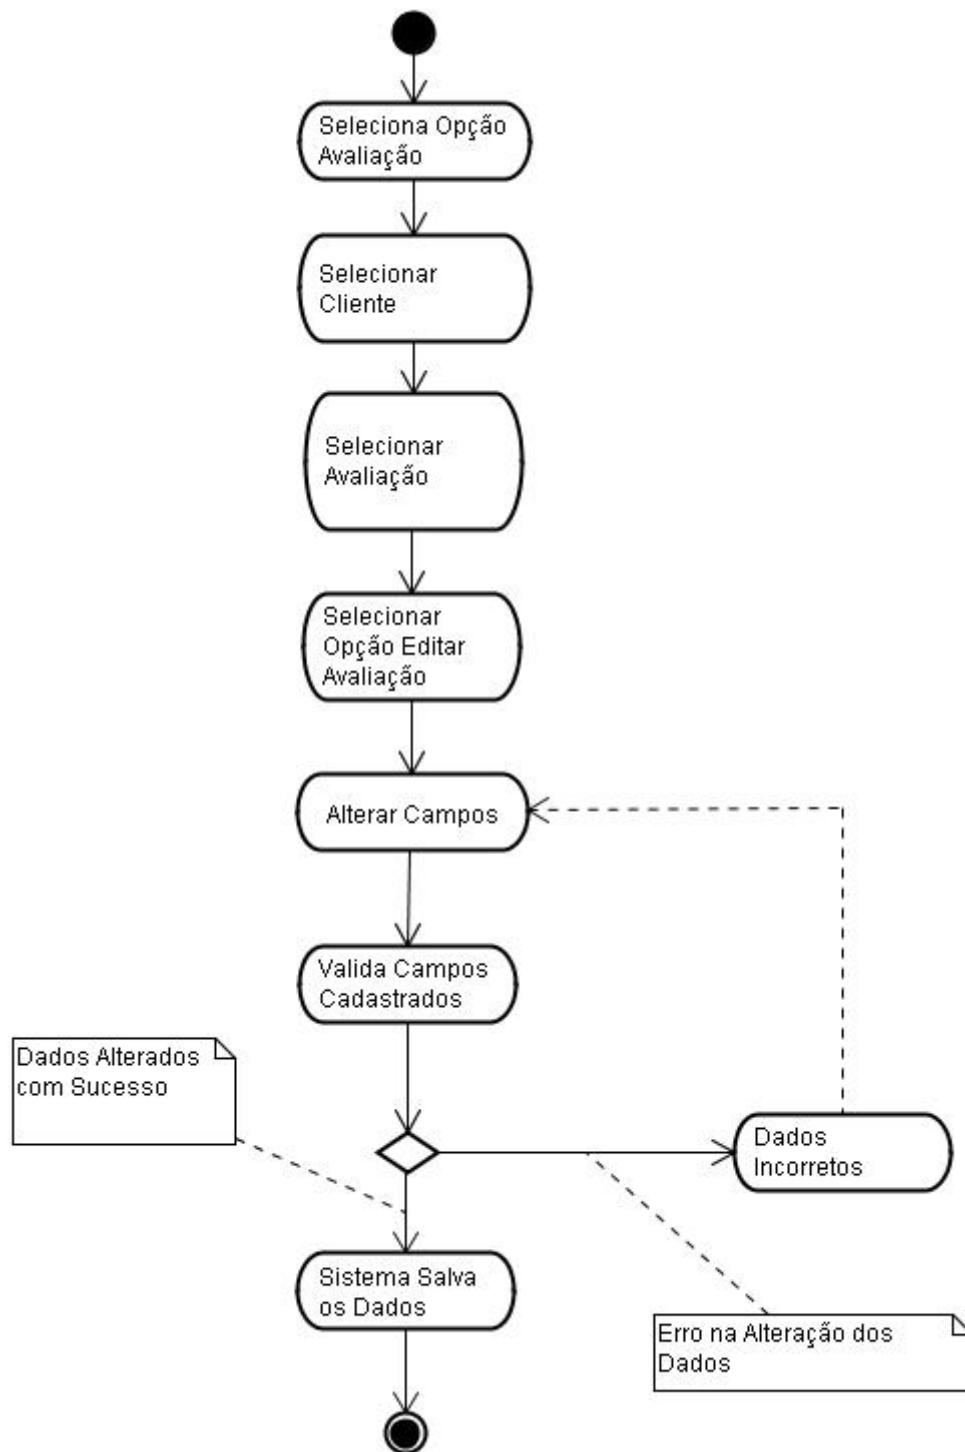 Seleciona Opção
Avaliação
Selecionar
Cliente
Selecionar
Avaliação
Selecionar
Opção Editar
Avaliação
Alterar Campos
Valida Campos
Cadastrados
Dados Alterados
com Sucesso
Dados
Incorretos
Sistema Salva
os Dados
Erro na Alteração dos
Dados